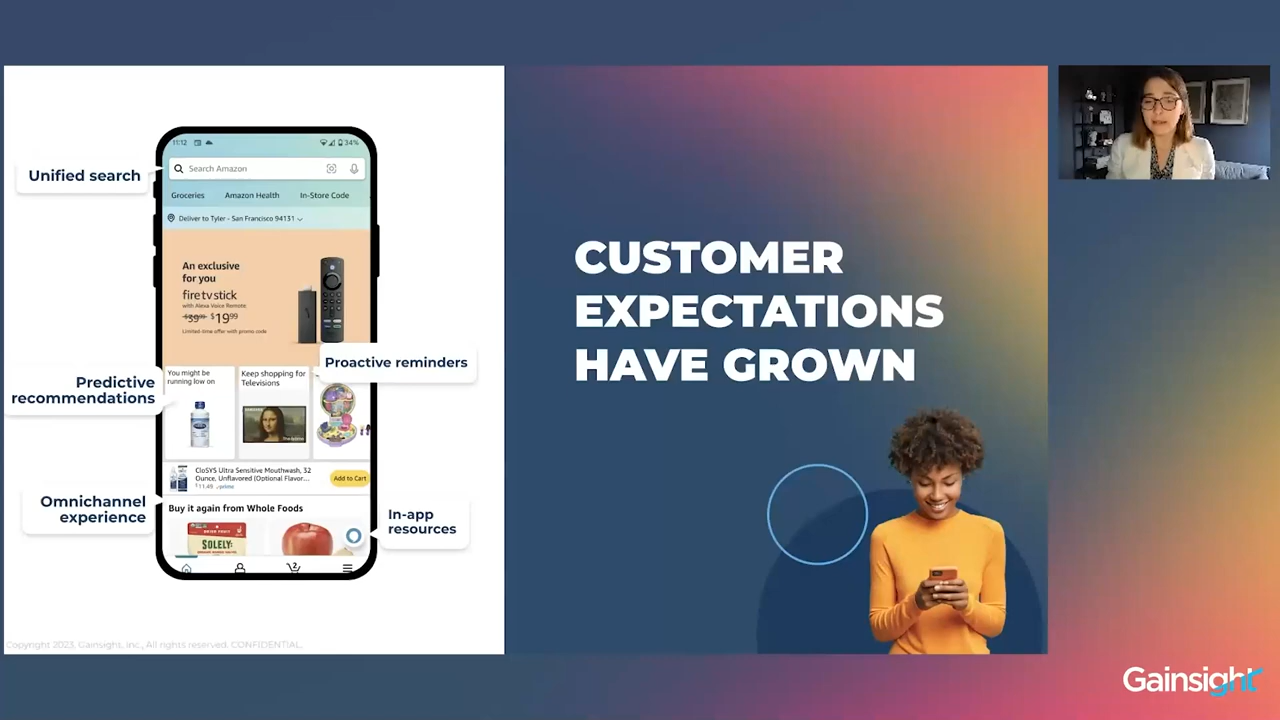 Unified search
Predictive
recommendations
Omnichannel
experience
11:12
34%
Search Amazon
Groceries Amazon Health In-Store Code
Deliver to Tyler - San Francisco 94131
An exclusive
for you
fire tv stick
with Alexa Voice Remote
$39.99 $19.99
Limited-time offer with promo code
You might be
running low on
Keep shopping for
Televisions
Proactive reminders
CloSYS Ultra Sensitive Mouthwash, 32
Ounce, Unflavored (Optional Flavor...
$11.49 prime
Add to Cart
Buy it again from Whole Foods
SOLELY
2
In-app
resources
Copyright 2023, Gainsight, Inc., All rights reserved. CONFIDENTIAL.
CUSTOMER
EXPECTATIONS
HAVE GROWN
Gainsight